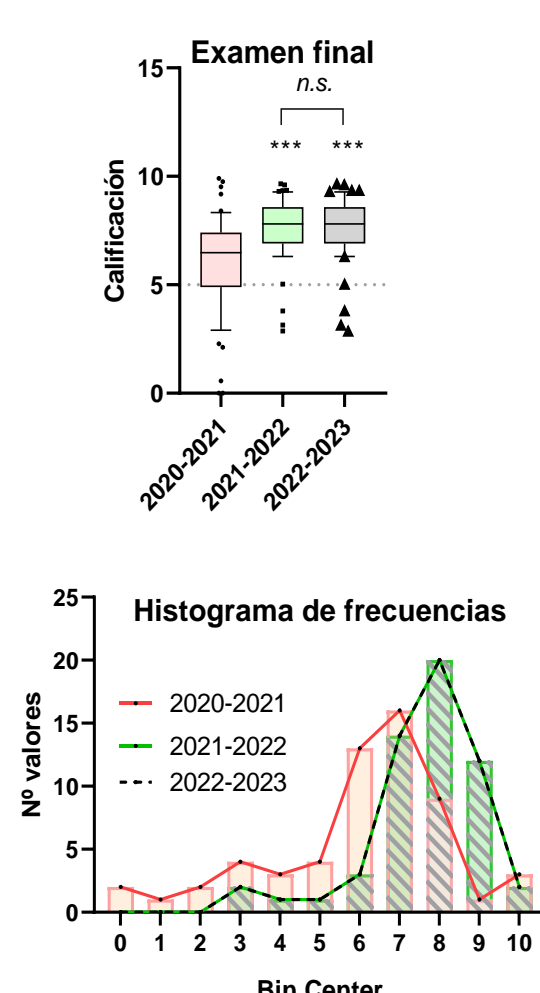 Examen final
15
n.s.
*** ***
10
Calificación
5
0
2020-2021
2021-2022
2022-2023
Histograma de frecuencias
25
20
15
10
5
0
Nº valores
2020-2021
2021-2022
2022-2023
0 1 2 3 4 5 6 7 8 9 10
Bin Center